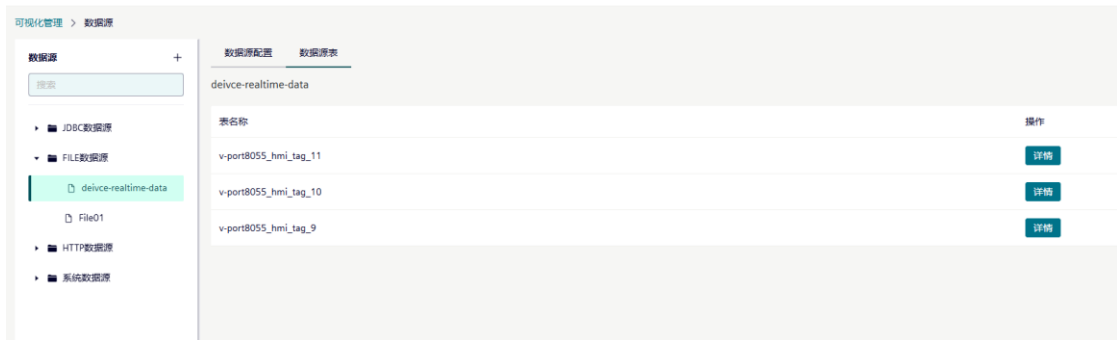 可视化管理 > 数据源
数据源 +
搜索
JDBC数据源
FILE数据源
deivce-realtime-data
File01
HTTP数据源
系统数据源
数据源配置 数据源表
deivce-realtime-data
表名称 操作
v-port8055_hmi_tag_11 详情
v-port8055_hmi_tag_10 详情
v-port8055_hmi_tag_9 详情